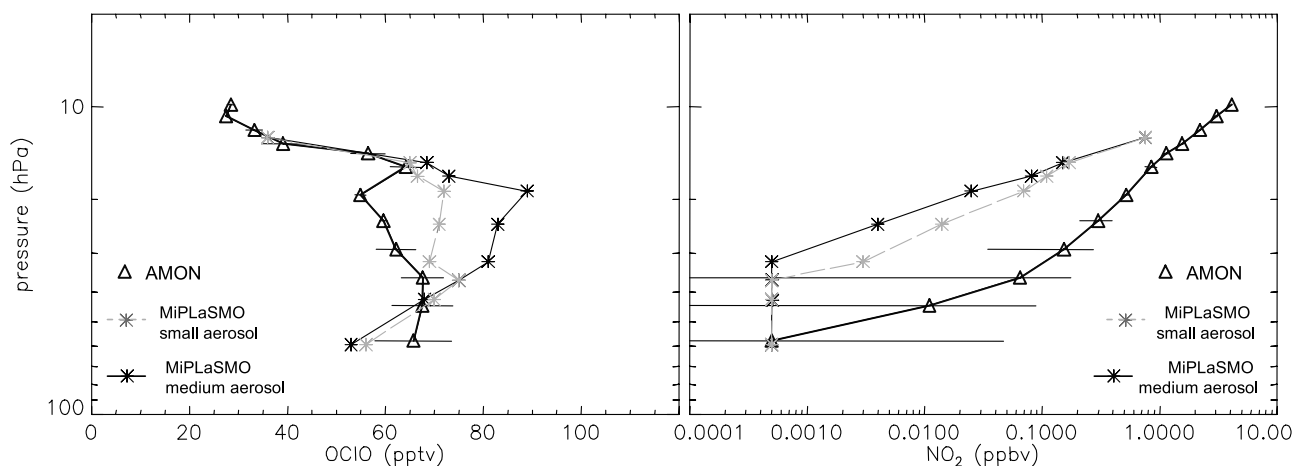 pressure (hPa)
10
100
AMON
MiPLaSMO
small aerosol
MiPLaSMO
medium aerosol
0 20 40 60 80 100
OClO (pptv)
AMON
MiPLaSMO
small aerosol
MiPLaSMO
medium aerosol
0.0001 0.0010 0.0100 0.1000 1.0000 10.00
NO₂ (ppbv)